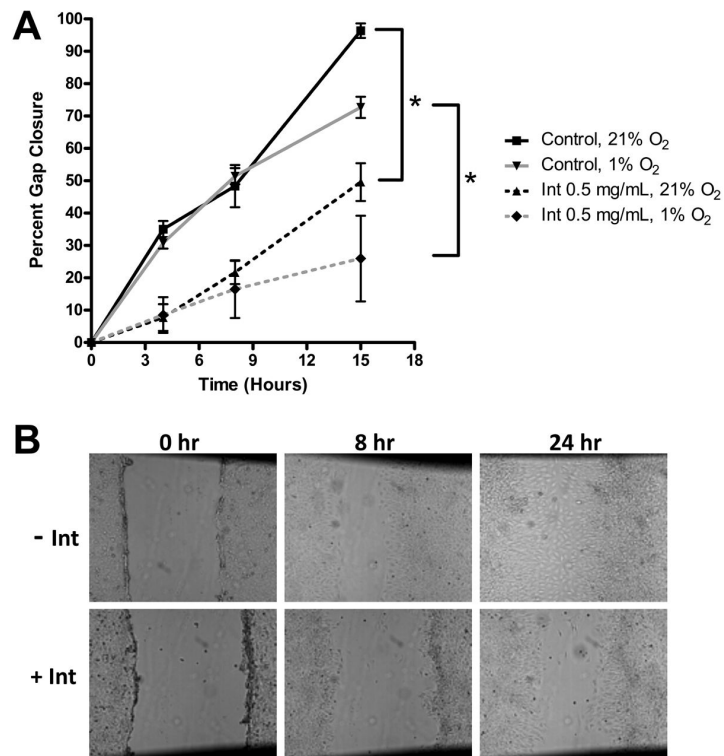 A
Percent Gap Closure
100
90
80
70
60
50
40
30
20
10
0
0 3 6 9 12 15 18
Time (Hours)
*
*
Control, 21% O₂
Control, 1% O₂
Int 0.5 mg/mL, 21% O₂
Int 0.5 mg/mL, 1% O₂
B
0 hr 8 hr 24 hr
- Int
+ Int